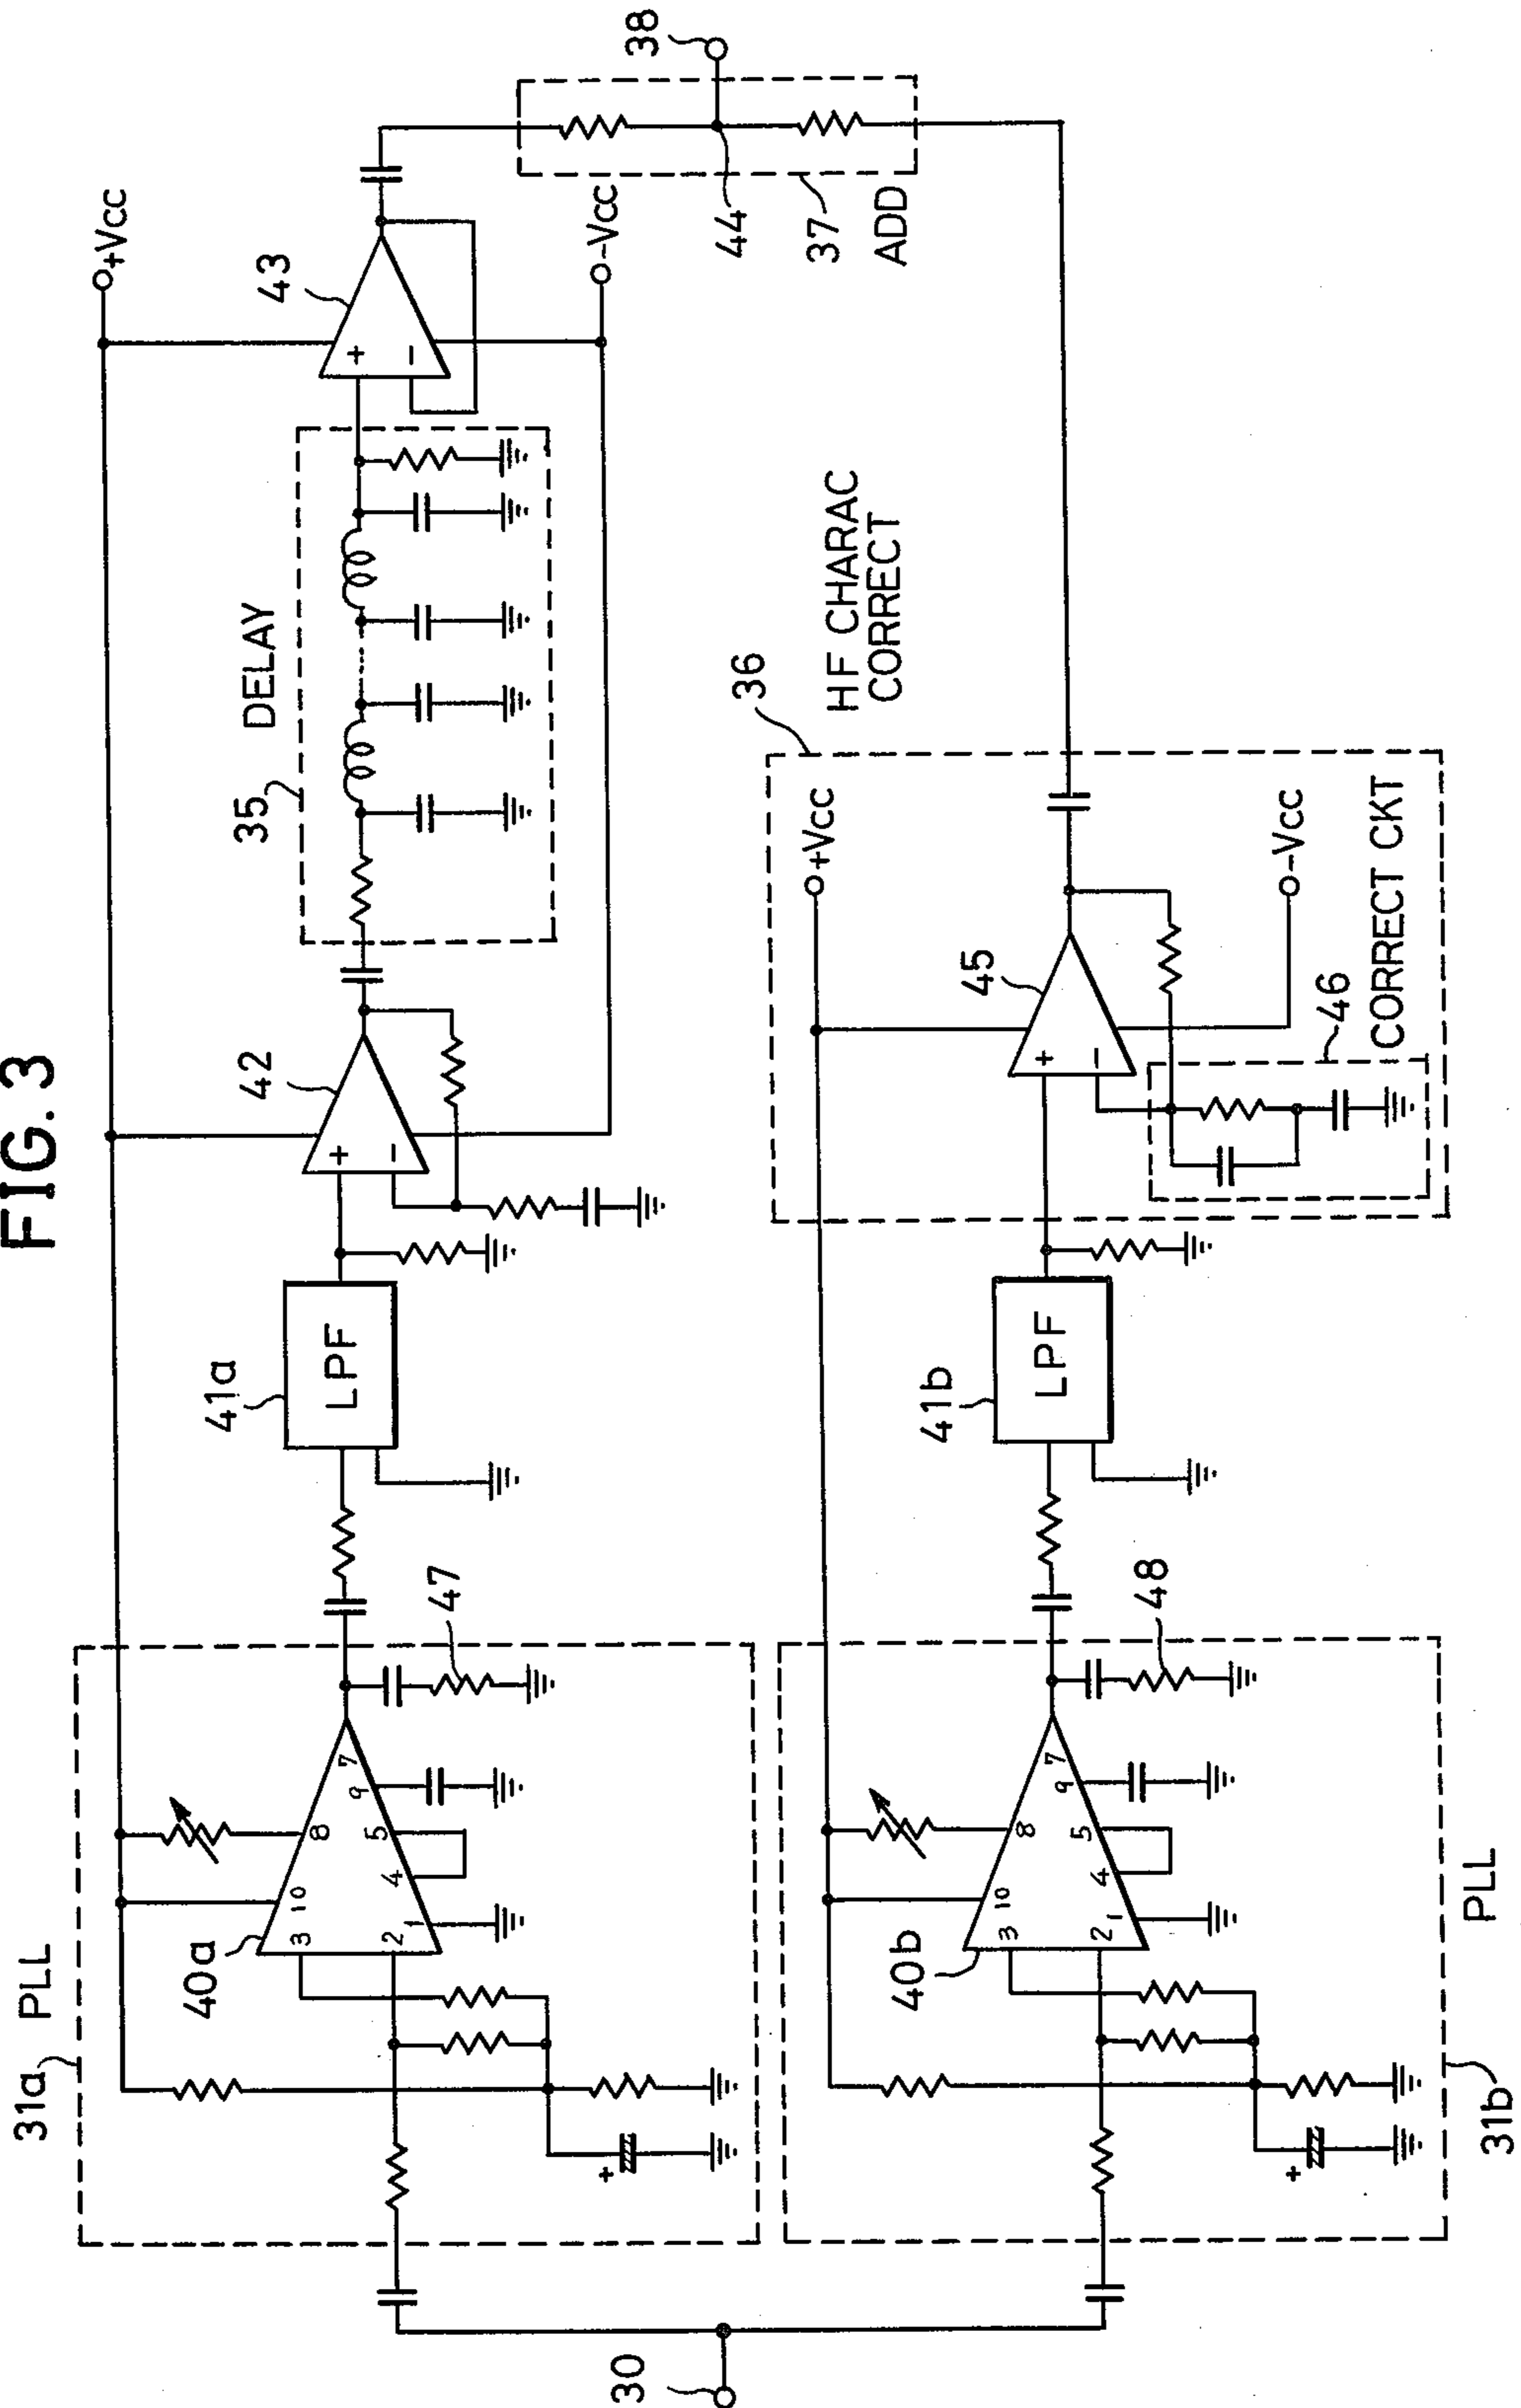 FIG. 3
31a PLL
40a
3
2
10
8
1
4
5
9
7
47
41a
LPF
42
+
−
35 DELAY
43
+
−
+Vcc
-Vcc
38
44
37
ADD
30
+
31b
PLL
40b
3
2
10
8
1
4
5
9
7
48
+
41b
LPF
36
HF CHARAC
CORRECT
+Vcc
-Vcc
45
+
−
46
CORRECT CKT